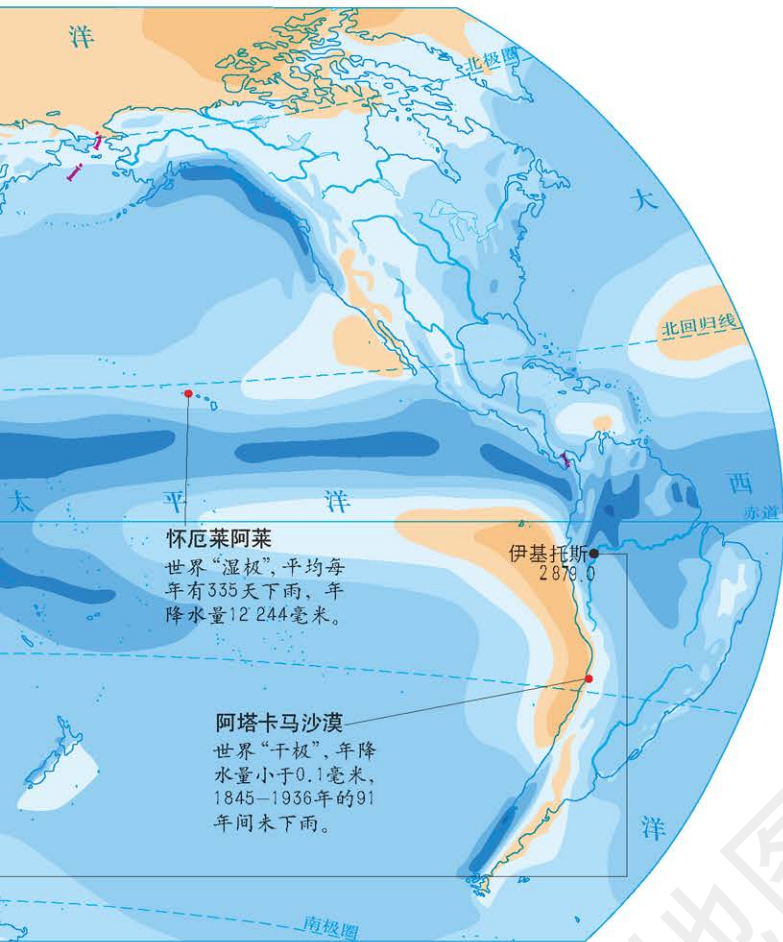 洋
北极圈
大
北回归线
西
太 平 洋
赤道
怀厄莱阿莱
世界“湿极”,平均每
年有335天下雨, 年
降水量12 244毫米。
伊基托斯
2 879.0
阿塔卡马沙漠
世界“干极”,年降
水量小于0.1毫米,
1845—1936年的91
年间未下雨。
洋
南极圈
地图